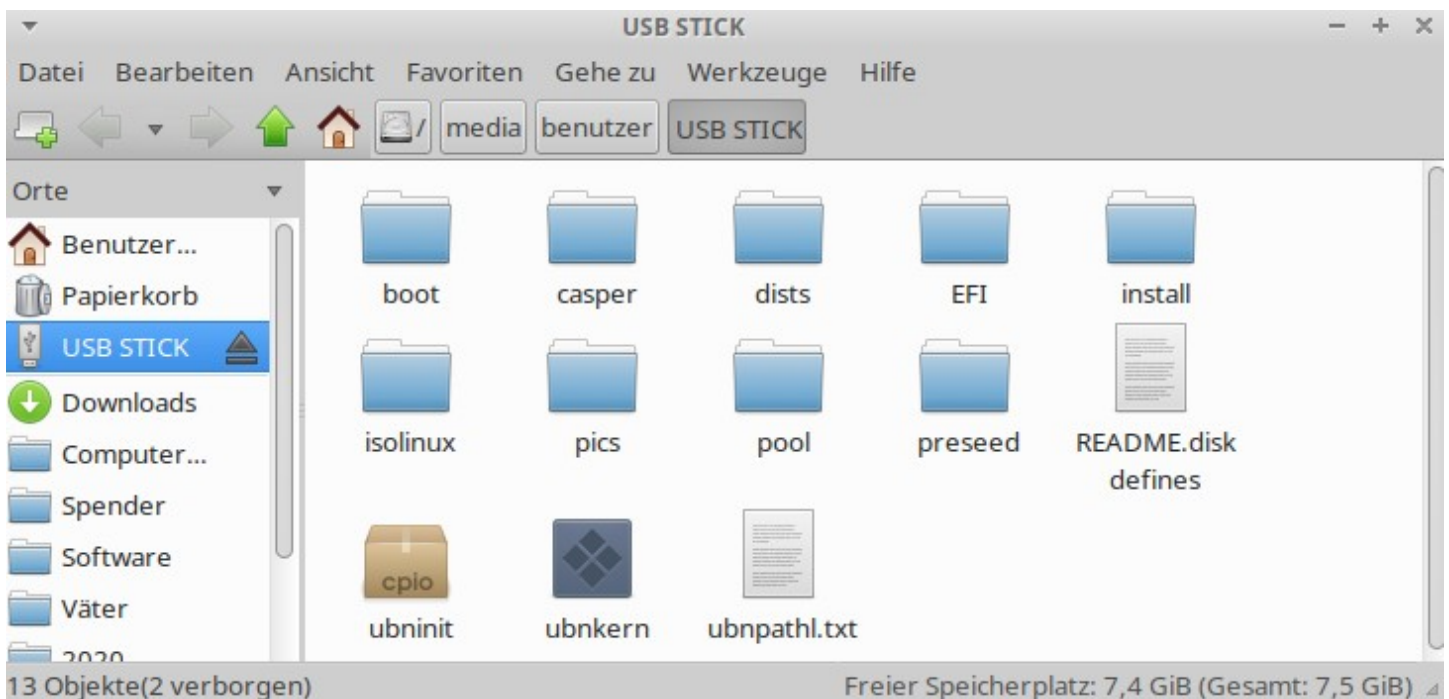 USB STICK
Datei Bearbeiten Ansicht Favoriten Gehe zu Werkzeuge Hilfe
/ media benutzer USB STICK
Orte
Benutzer...
Papierkorb
USB STICK
Downloads
Computer...
Spender
Software
Väter
2020
boot casper dists EFI install
isolinux pics pool preseed README.disk
defines
cpio
ubninit ubnkern ubnpathl.txt
13 Objekte(2 verborgen) Freier Speicherplatz: 7,4 GiB (Gesamt: 7,5 GiB)